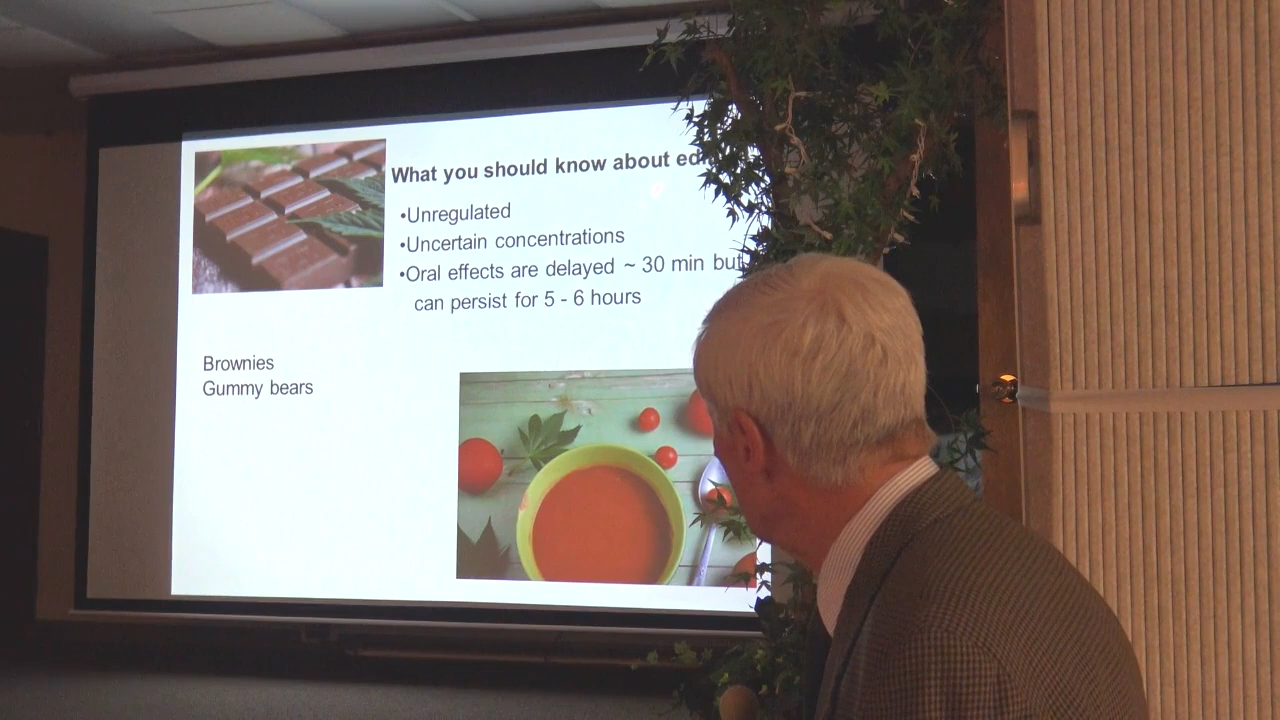 What you should know about
•Unregulated
•Uncertain concentrations
•Oral effects are delayed ~ 30 min but
can persist for 5 - 6 hours
Brownies
Gummy bears